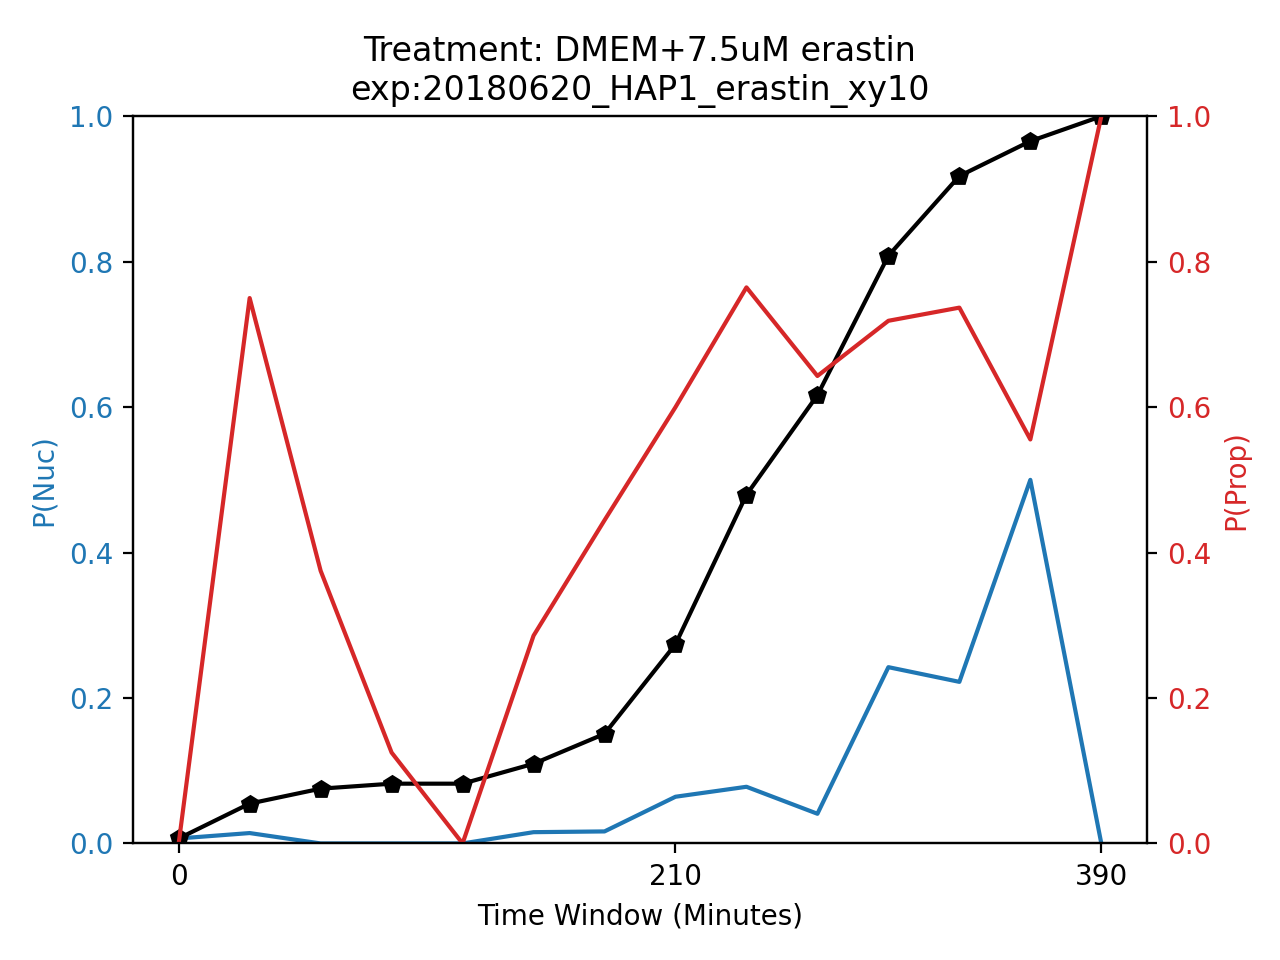 Treatment: DMEM+7.5uM erastin
exp:20180620_HAP1_erastin_xy10
1.0
0.8
0.6
0.4
0.2
0.0
P(Nuc)
1.0
0.8
0.6
0.4
0.2
0.0
P(Prop)
0 210 390
Time Window (Minutes)